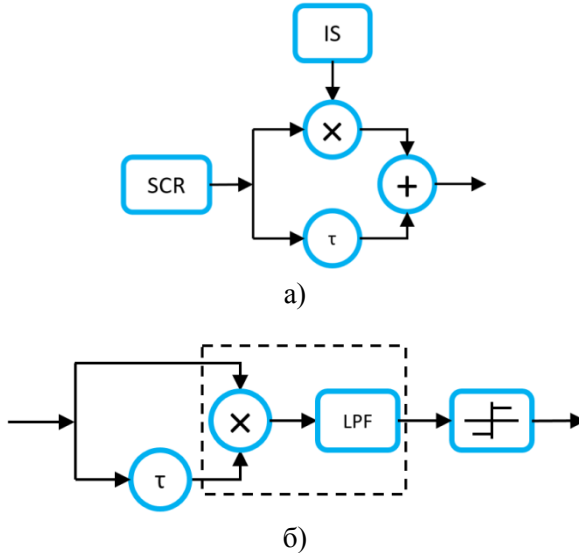 IS
×
SCR
+
τ
а)
×
LPF
τ
б)